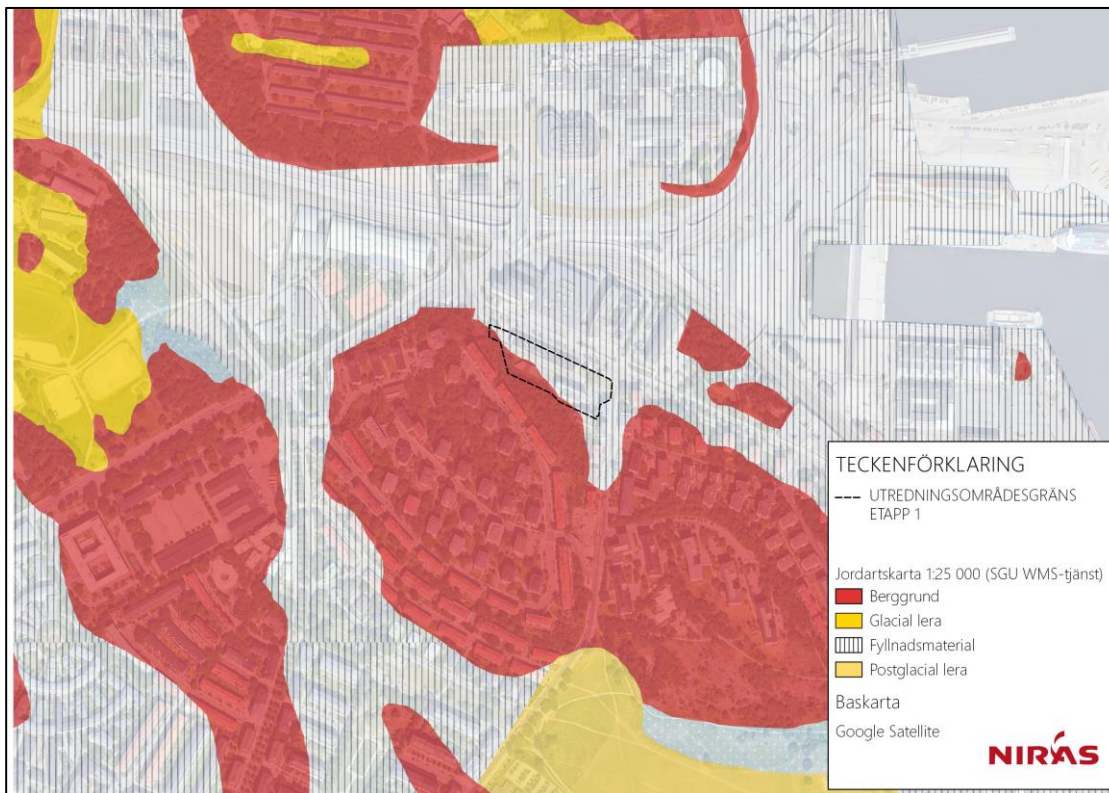 TECKENFÖRKLARING
UTREDNINGSOMRÅDESGRÄNS
ETAPP 1
Jordartskarta 1:25 000 (SGU WMS-tjänst)
Berggrund
Glacial lera
Fyllnadsmaterial
Postglacial lera
Baskarta
Google Satellite
NIRAS